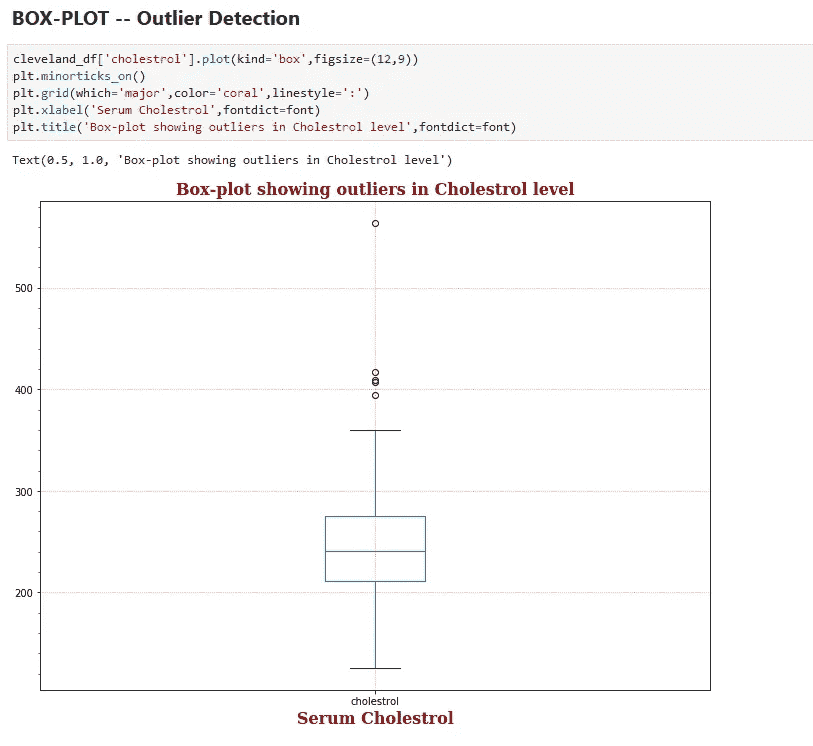 BOX-PLOT -- Outlier Detection
cleveland_df['cholestrol'].plot(kind='box',figsize=(12,9))
plt.minorticks_on()
plt.grid(which='major',color='coral',linestyle=':')
plt.xlabel('Serum Cholestrol',fontdict=font)
plt.title('Box-plot showing outliers in Cholestrol level',fontdict=font)
Text(0.5, 1.0, 'Box-plot showing outliers in Cholestrol level')
Box-plot showing outliers in Cholestrol level
500
400
300
200
cholestrol
Serum Cholestrol